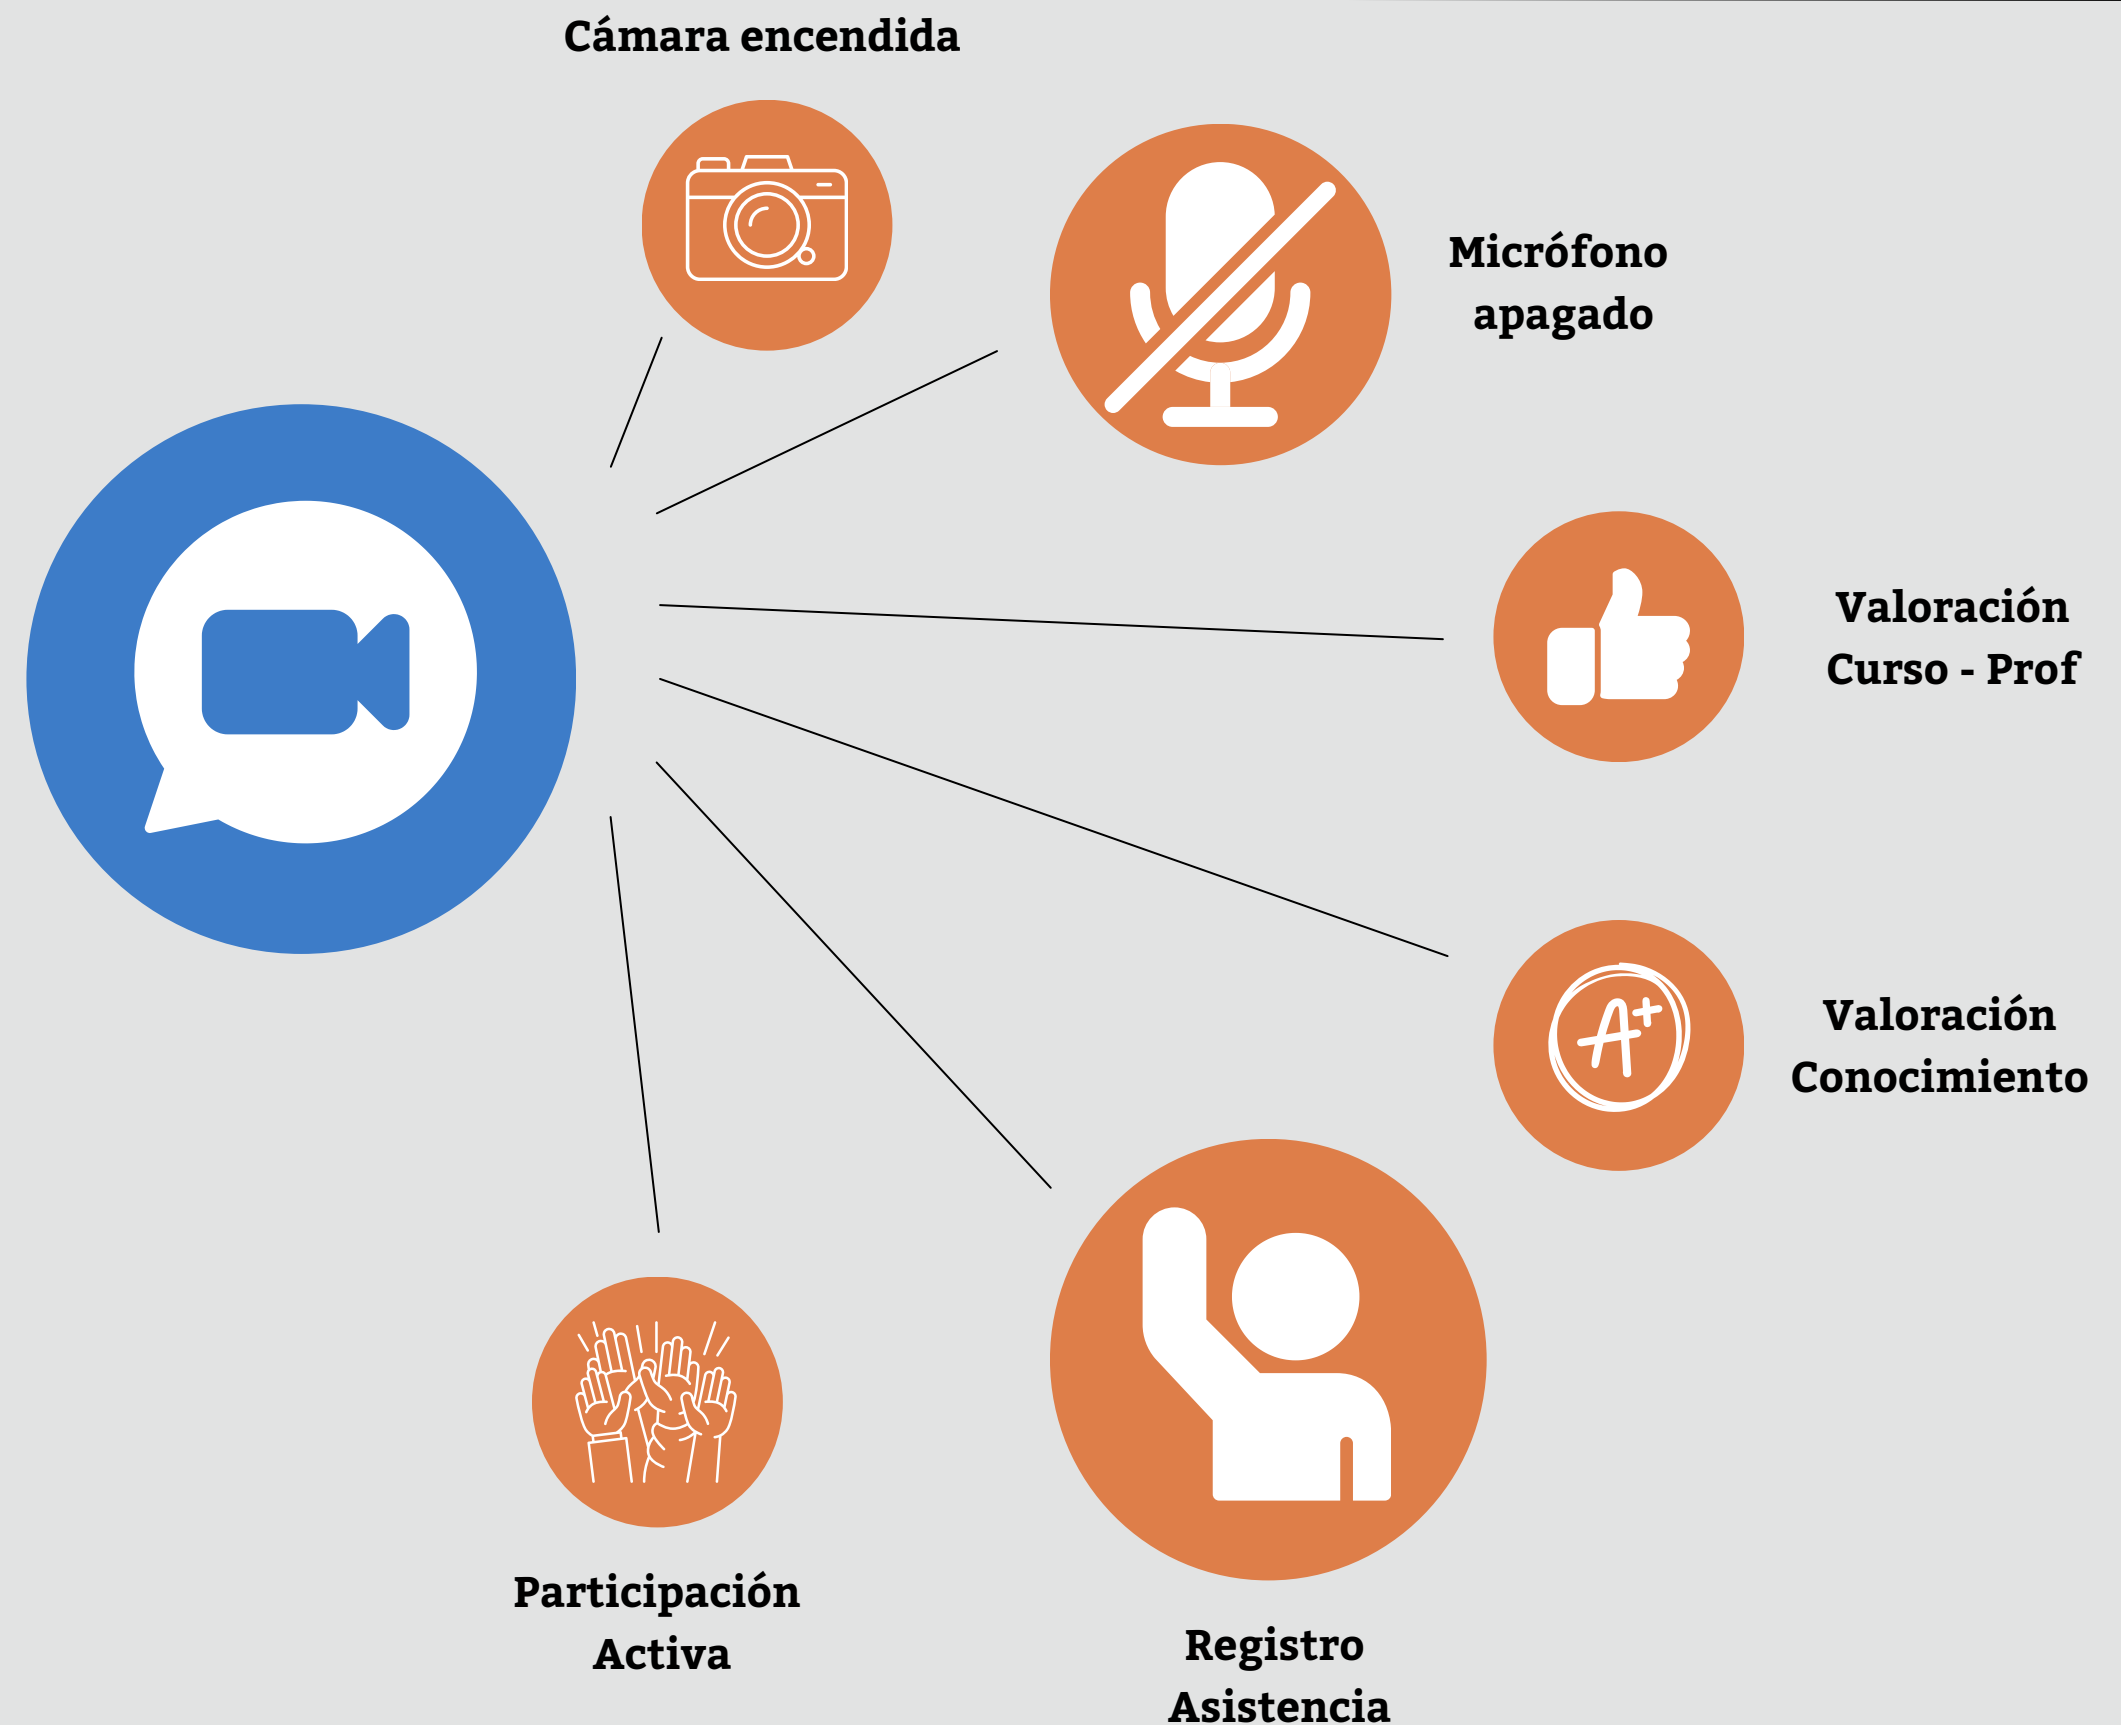 Cámara encendida
Micrófono
apagado
Valoración
Curso - Prof
A+
Valoración
Conocimiento
Participación
Activa
Registro
Asistencia